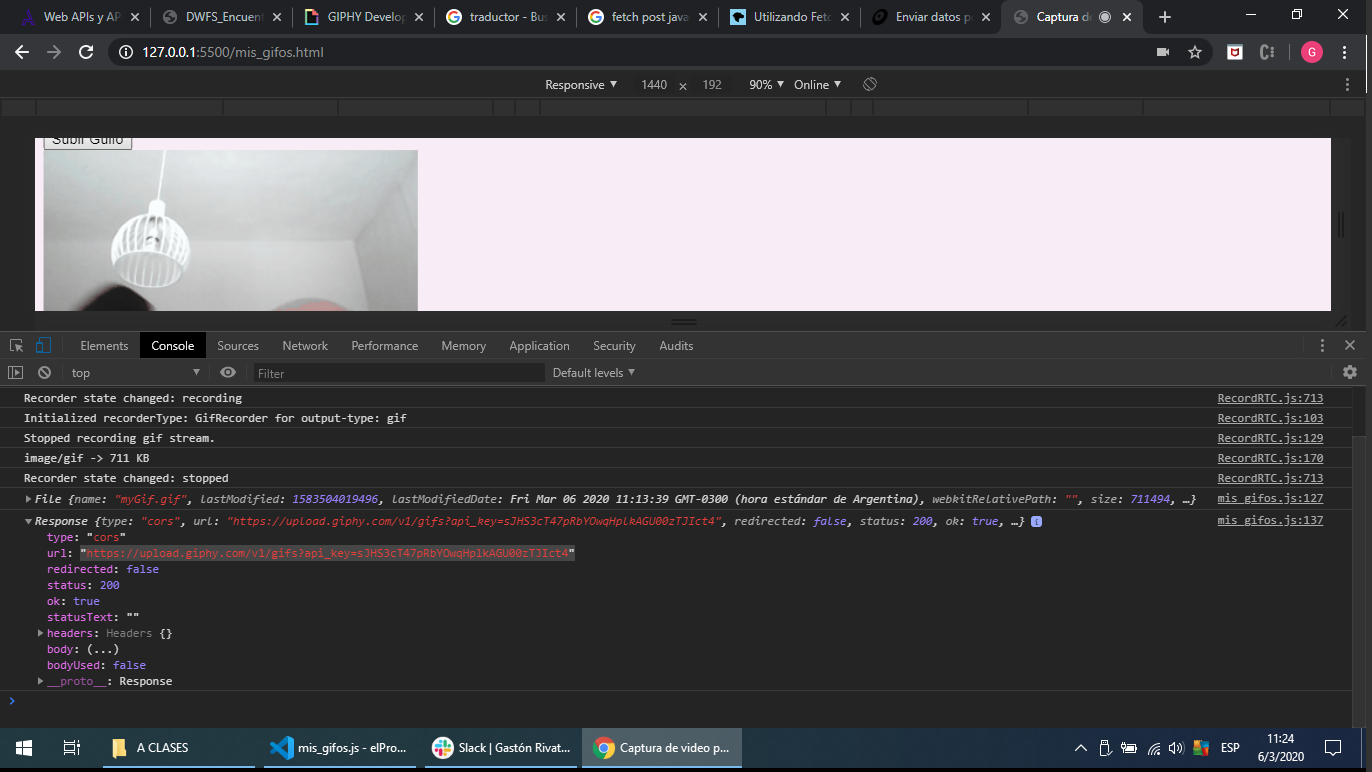 Web APIs y AP
DWFS_Encuent
GIPHY Develop
traductor - Bus
fetch post java
Utilizando Fetc
Enviar datos po
Captura de
127.0.0.1:5500/mis_gifos.html
G
Responsive
1440 x 192
90%
Online
Subir Guifo
Elements
Console
Sources
Network
Performance
Memory
Application
Security
Audits
top
Filter
Default levels
Recorder state changed: recording RecordRTC.js:713
Initialized recorderType: GifRecorder for output-type: gif RecordRTC.js:103
Stopped recording gif stream. RecordRTC.js:129
image/gif -> 711 KB RecordRTC.js:170
Recorder state changed: stopped RecordRTC.js:713
File {name: "myGif.gif", lastModified: 1583504019496, lastModifiedDate: Fri Mar 06 2020 11:13:39 GMT-0300 (hora estándar de Argentina), webkitRelativePath: "", size: 711494, …} mis_gifos.js:127
Response {type: "cors", url: "https://upload.giphy.com/v1/gifs?api_key=sJHS3cT47pRbYOwqHplkAGU00zTJIct4", redirected: false, status: 200, ok: true, …} mis_gifos.js:137
type: "cors"
url: "https://upload.giphy.com/v1/gifs?api_key=sJHS3cT47pRbYOwqHplkAGU00zTJIct4"
redirected: false
status: 200
ok: true
statusText: ""
headers: Headers {}
body: (...)
bodyUsed: false
__proto__: Response
A CLASES
mis_gifos.js - elPro...
Slack | Gastón Rivat...
Captura de video p...
ESP
11:24
6/3/2020